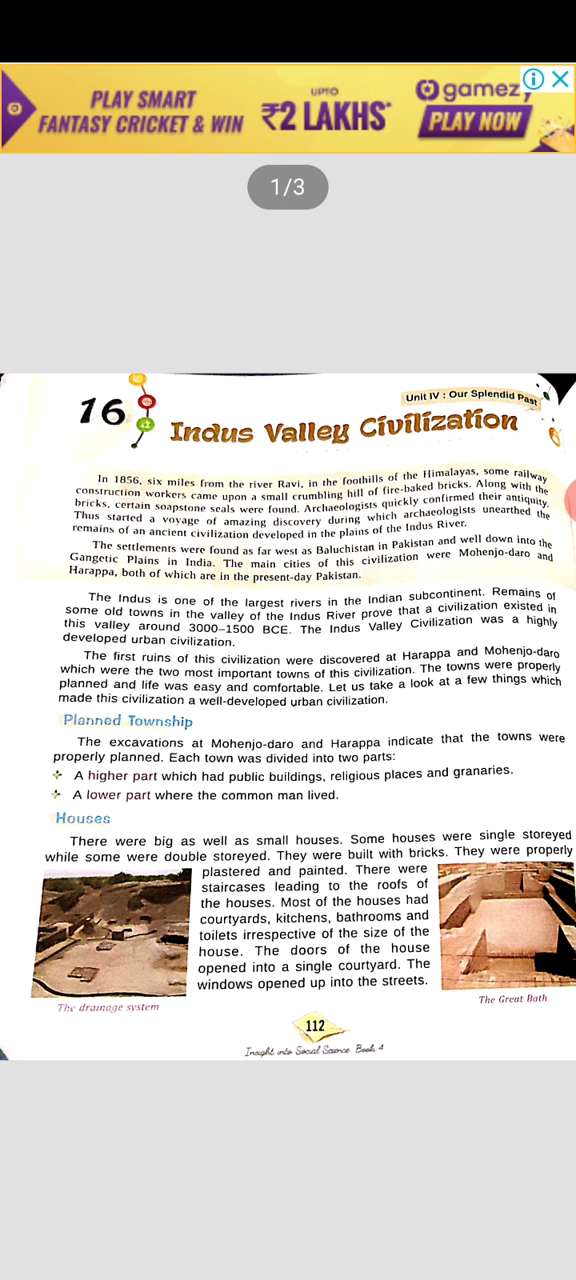 PLAY SMART
FANTASY CRICKET & WIN
UPTO
₹2 LAKHS*
gamezy
PLAY NOW
1/3
Unit IV : Our Splendid Past
16
Indus Valley Civilization
In 1856, six miles from the river Ravi, in the foothills of the Himalayas, some railway
construction workers came upon a small crumbling hill of fire-baked bricks. Along with the
bricks, certain soapstone seals were found. Archaeologists quickly confirmed their antiquity.
Thus started a voyage of amazing discovery during which archaeologists unearthed the
remains of an ancient civilization developed in the plains of the Indus River.
The settlements were found as far west as Baluchistan in Pakistan and well down into the
Gangetic Plains in India. The main cities of this civilization were Mohenjo-daro and
Harappa, both of which are in the present-day Pakistan.
The Indus is one of the largest rivers in the Indian subcontinent. Remains of
some old towns in the valley of the Indus River prove that a civilization existed in
this valley around 3000–1500 BCE. The Indus Valley Civilization was a highly
developed urban civilization.
The first ruins of this civilization were discovered at Harappa and Mohenjo-daro
which were the two most important towns of this civilization. The towns were properly
planned and life was easy and comfortable. Let us take a look at a few things which
made this civilization a well-developed urban civilization.
Planned Township
The excavations at Mohenjo-daro and Harappa indicate that the towns were
properly planned. Each town was divided into two parts:
A higher part which had public buildings, religious places and granaries.
A lower part where the common man lived.
Houses
There were big as well as small houses. Some houses were single storeyed
while some were double storeyed. They were built with bricks. They were properly
plastered and painted. There were
staircases leading to the roofs of
the houses. Most of the houses had
courtyards, kitchens, bathrooms and
toilets irrespective of the size of the
house. The doors of the house
opened into a single courtyard. The
windows opened up into the streets.
The drainage system
The Great Bath
112
Insight into Social Science Book 4